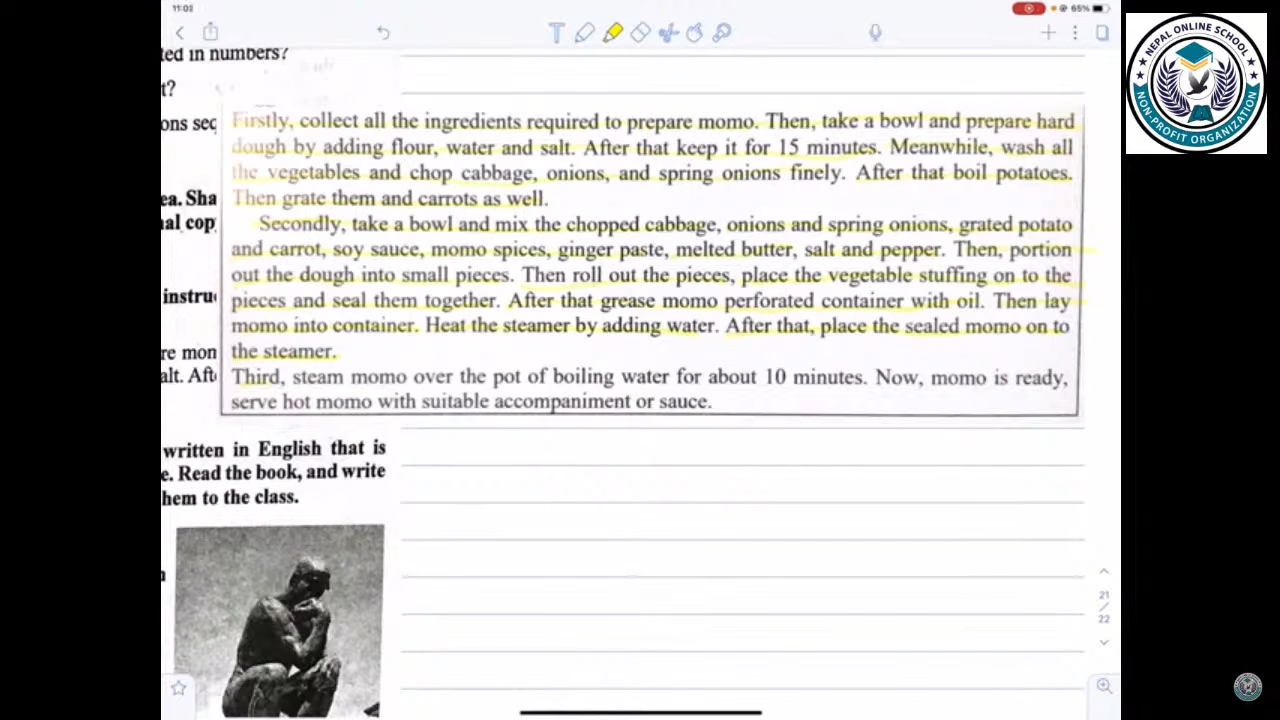 11:03
65%
ted in numbers?
t?
ons sec
ea. Sha
al cop
instru
re mon
alt. Aft
Firstly, collect all the ingredients required to prepare momo. Then, take a bowl and prepare hard
dough by adding flour, water and salt. After that keep it for 15 minutes. Meanwhile, wash all
the vegetables and chop cabbage, onions, and spring onions finely. After that boil potatoes.
Then grate them and carrots as well.
Secondly, take a bowl and mix the chopped cabbage, onions and spring onions, grated potato
and carrot, soy sauce, momo spices, ginger paste, melted butter, salt and pepper. Then, portion
out the dough into small pieces. Then roll out the pieces, place the vegetable stuffing on to the
pieces and seal them together. After that grease momo perforated container with oil. Then lay
momo into container. Heat the steamer by adding water. After that, place the sealed momo on to
the steamer.
Third, steam momo over the pot of boiling water for about 10 minutes. Now, momo is ready,
serve hot momo with suitable accompaniment or sauce.
written in English that is
e. Read the book, and write
hem to the class.
21
/
22
NEPAL ONLINE SCHOOL
NON-PROFIT ORGANIZATION